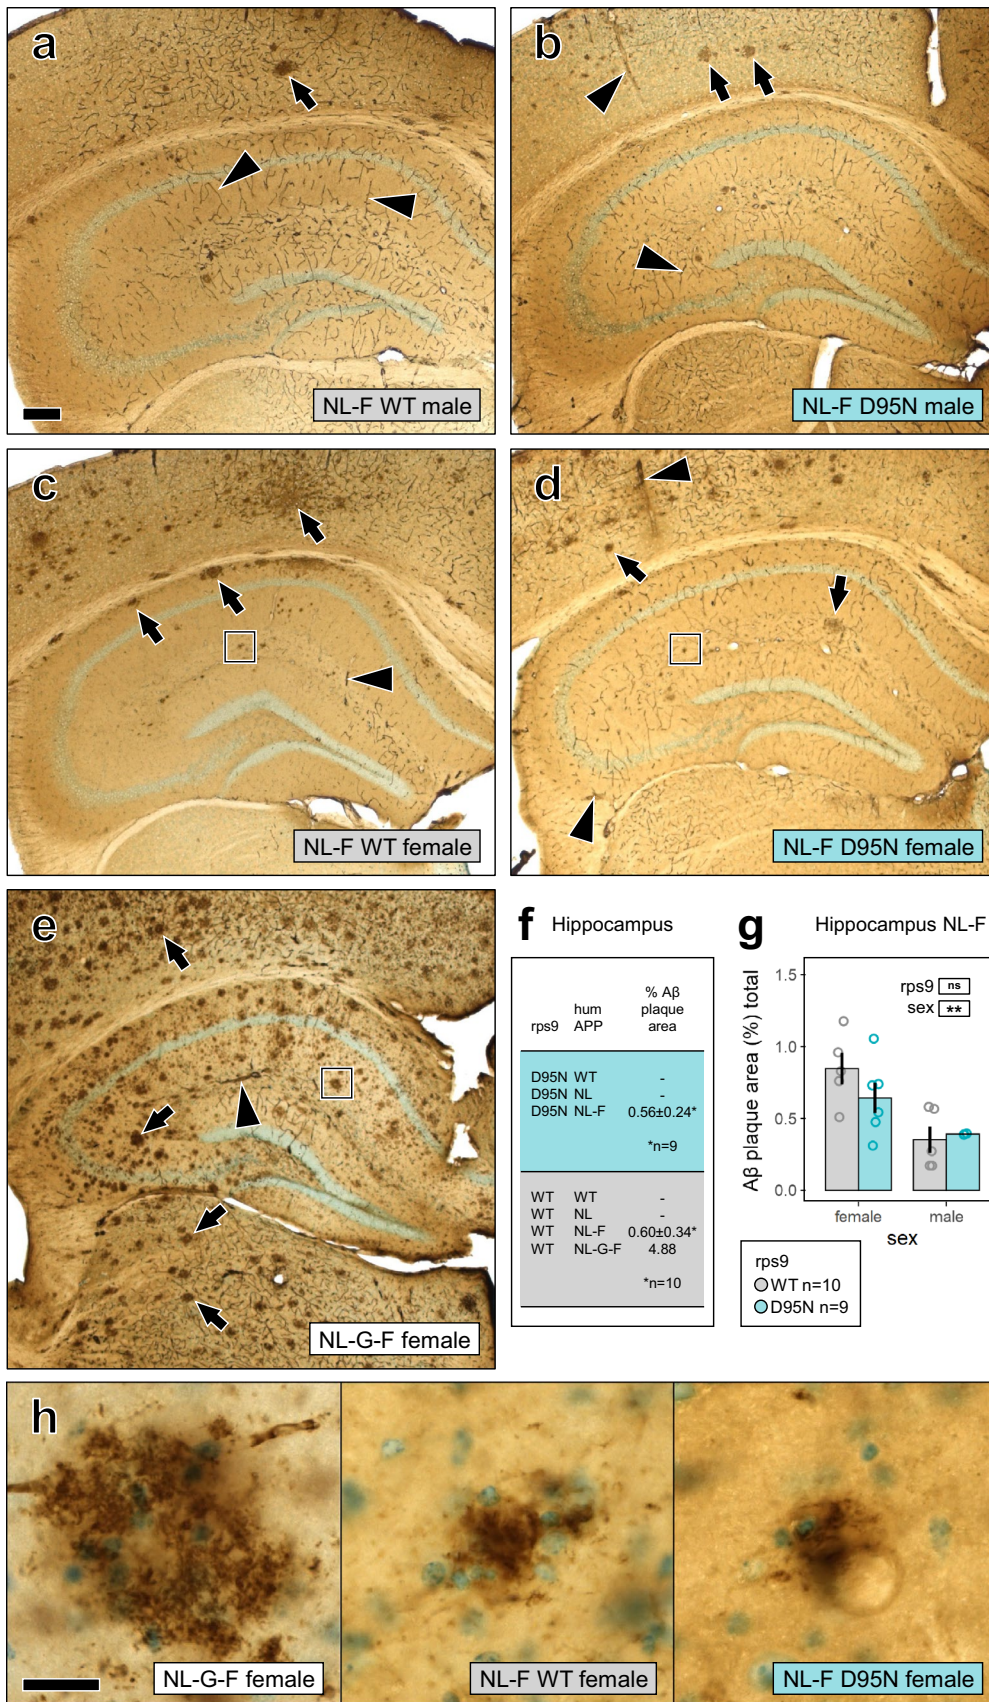 a
NL-F WT male
b
NL-F D95N male
c
NL-F WT female
d
NL-F D95N female
e
NL-G-F female
f Hippocampus
rps9 hum APP % Aβ plaque area
D95N WT -
D95N NL -
D95N NL-F 0.56±0.24*
*n=9
WT WT -
WT NL -
WT NL-F 0.60±0.34*
WT NL-G-F 4.88
*n=10
g Hippocampus NL-F
Aβ plaque area (%) total
1.5
1.0
0.5
0.0
rps9 ns
sex **
female male
sex
rps9
WT n=10
D95N n=9
h
NL-G-F female
NL-F WT female
NL-F D95N female